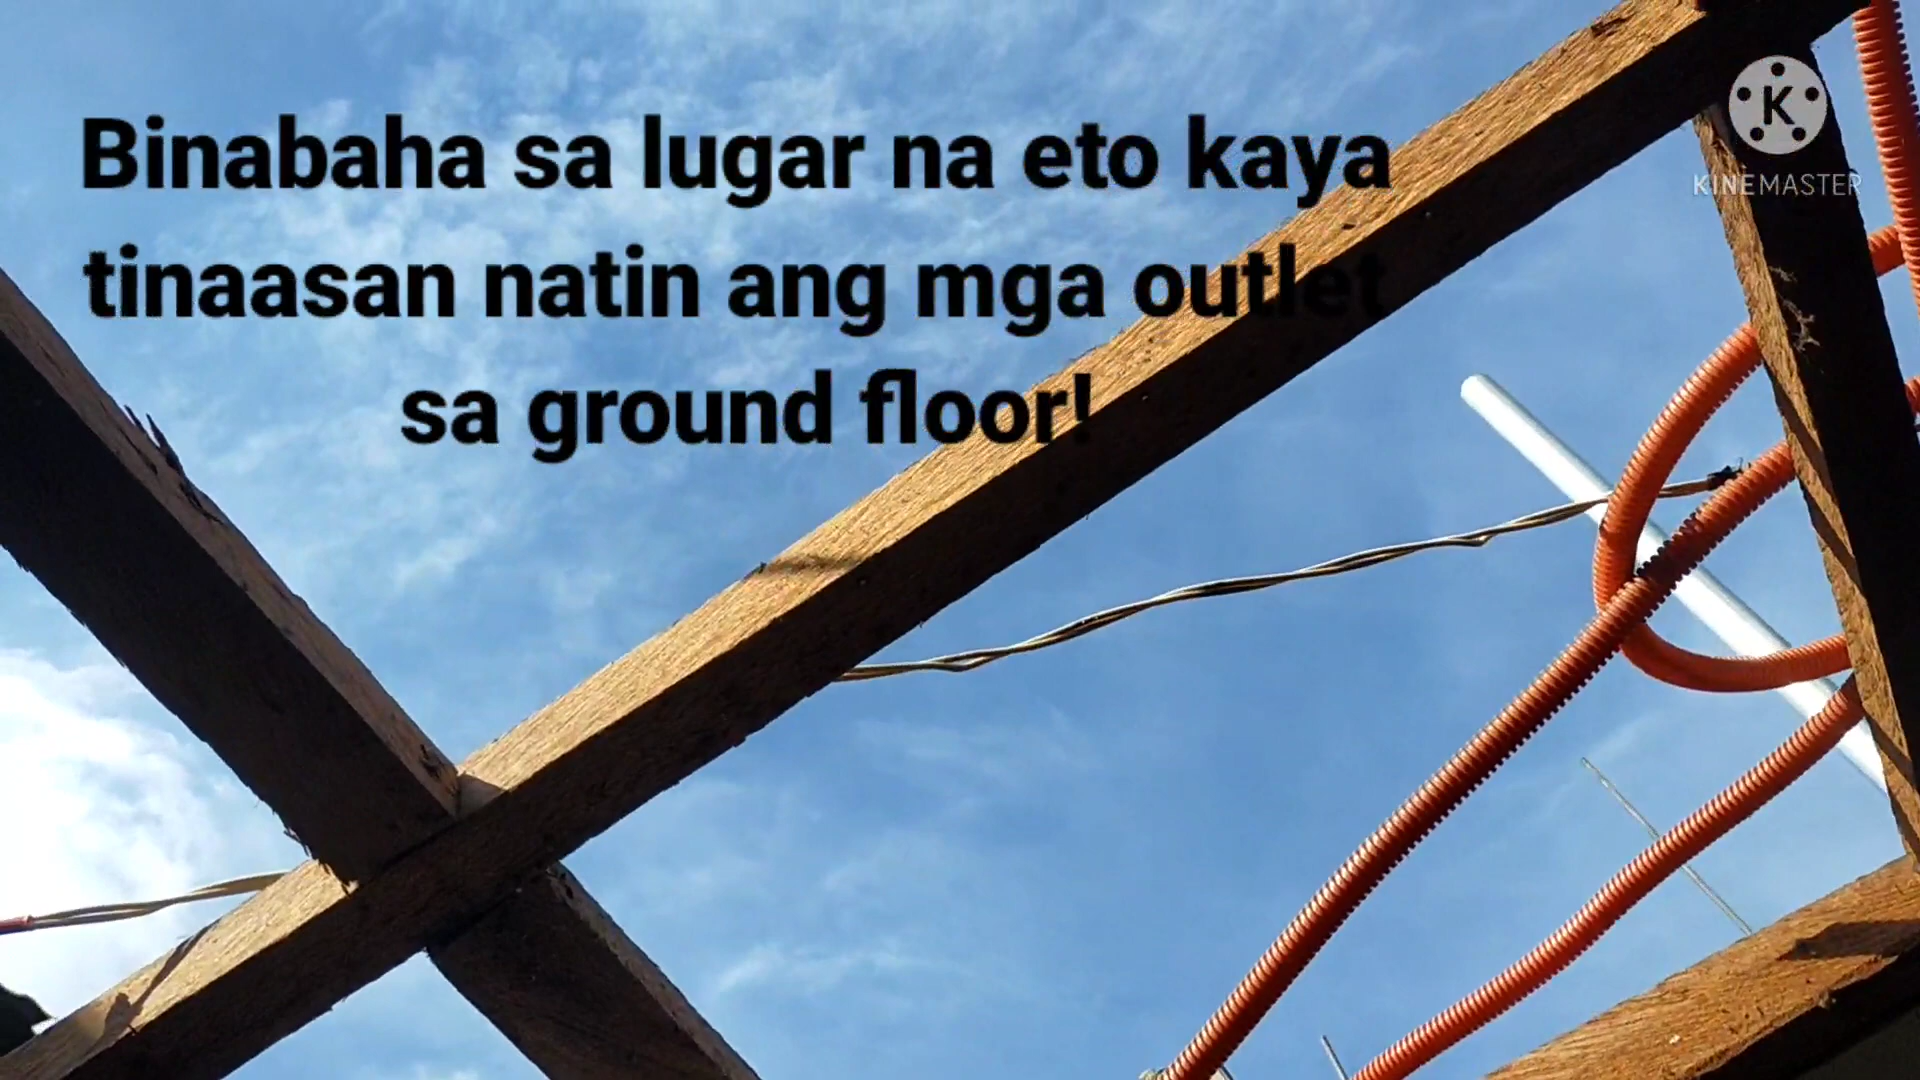 Binabaha sa lugar na eto kaya
tinaasan natin ang mga outlet
sa ground floor!
K
KINEMASTER